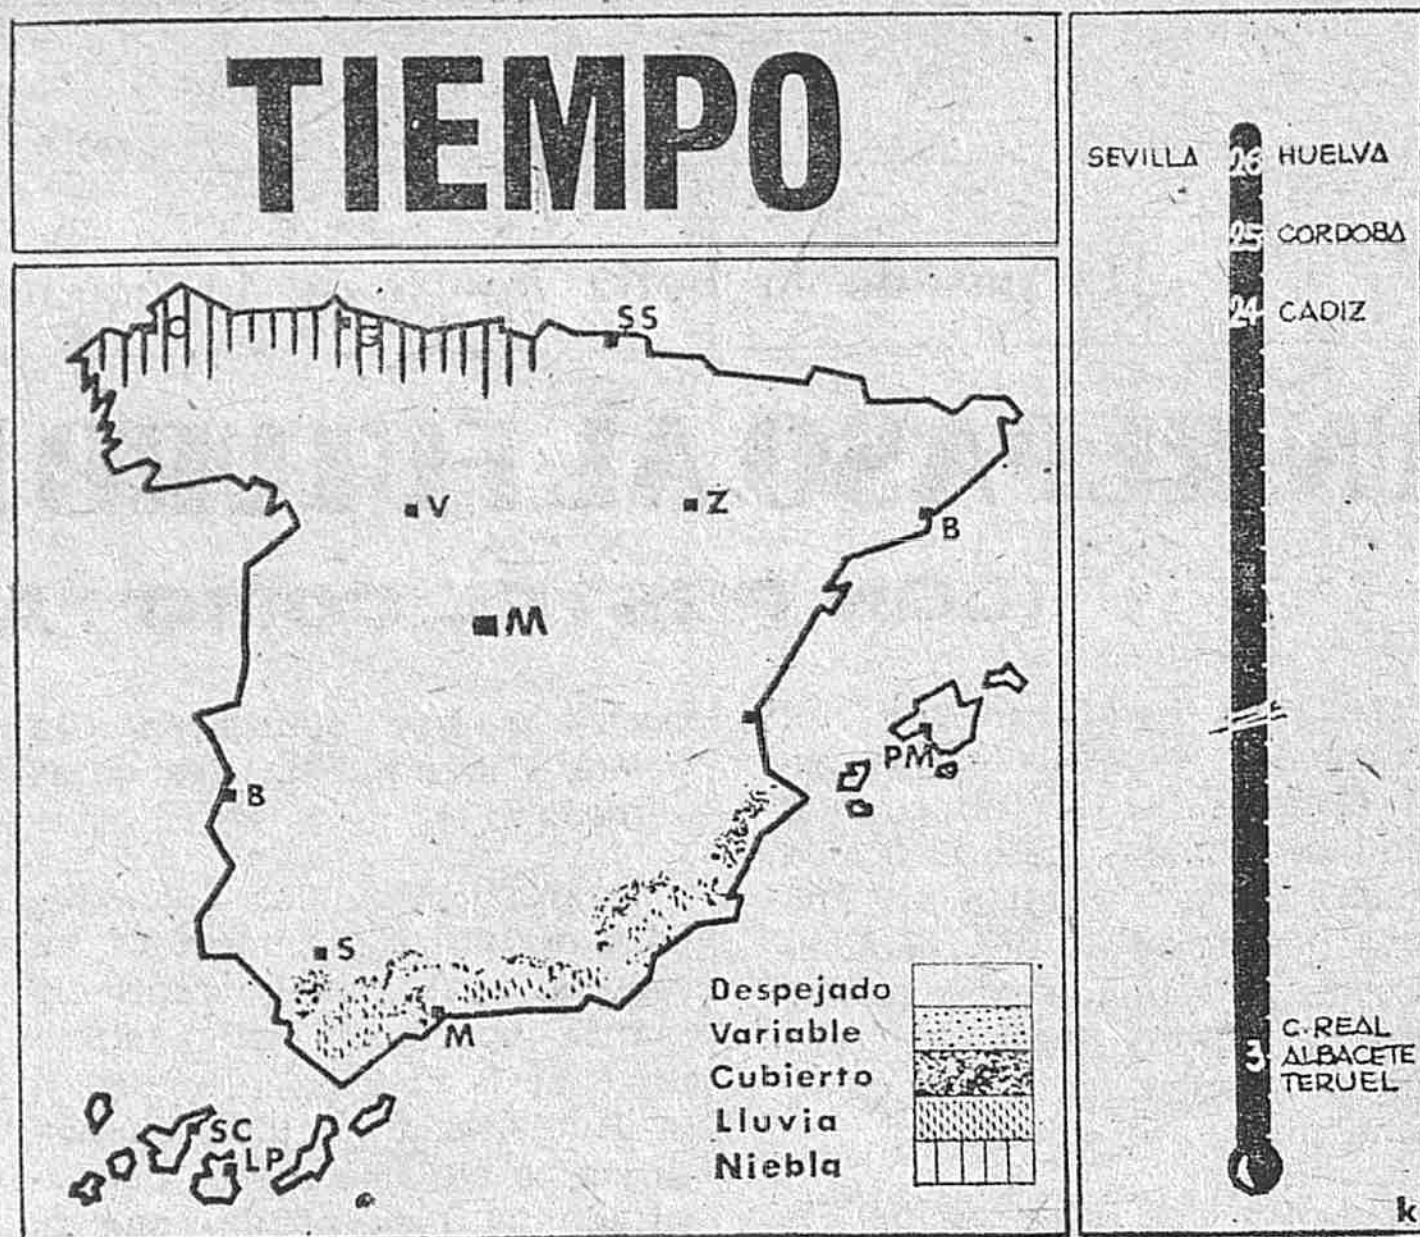 TIEMPO
SEVILLA 26 HUELVA
25 CORDOBA
24 CADIZ
SS
V
Z
B
M
PM
B
S
M
SC
LP
Despejado
Variable
Cubierto
Lluvia
Niebla
3 C. REAL
ALBACETE
TERUEL
k